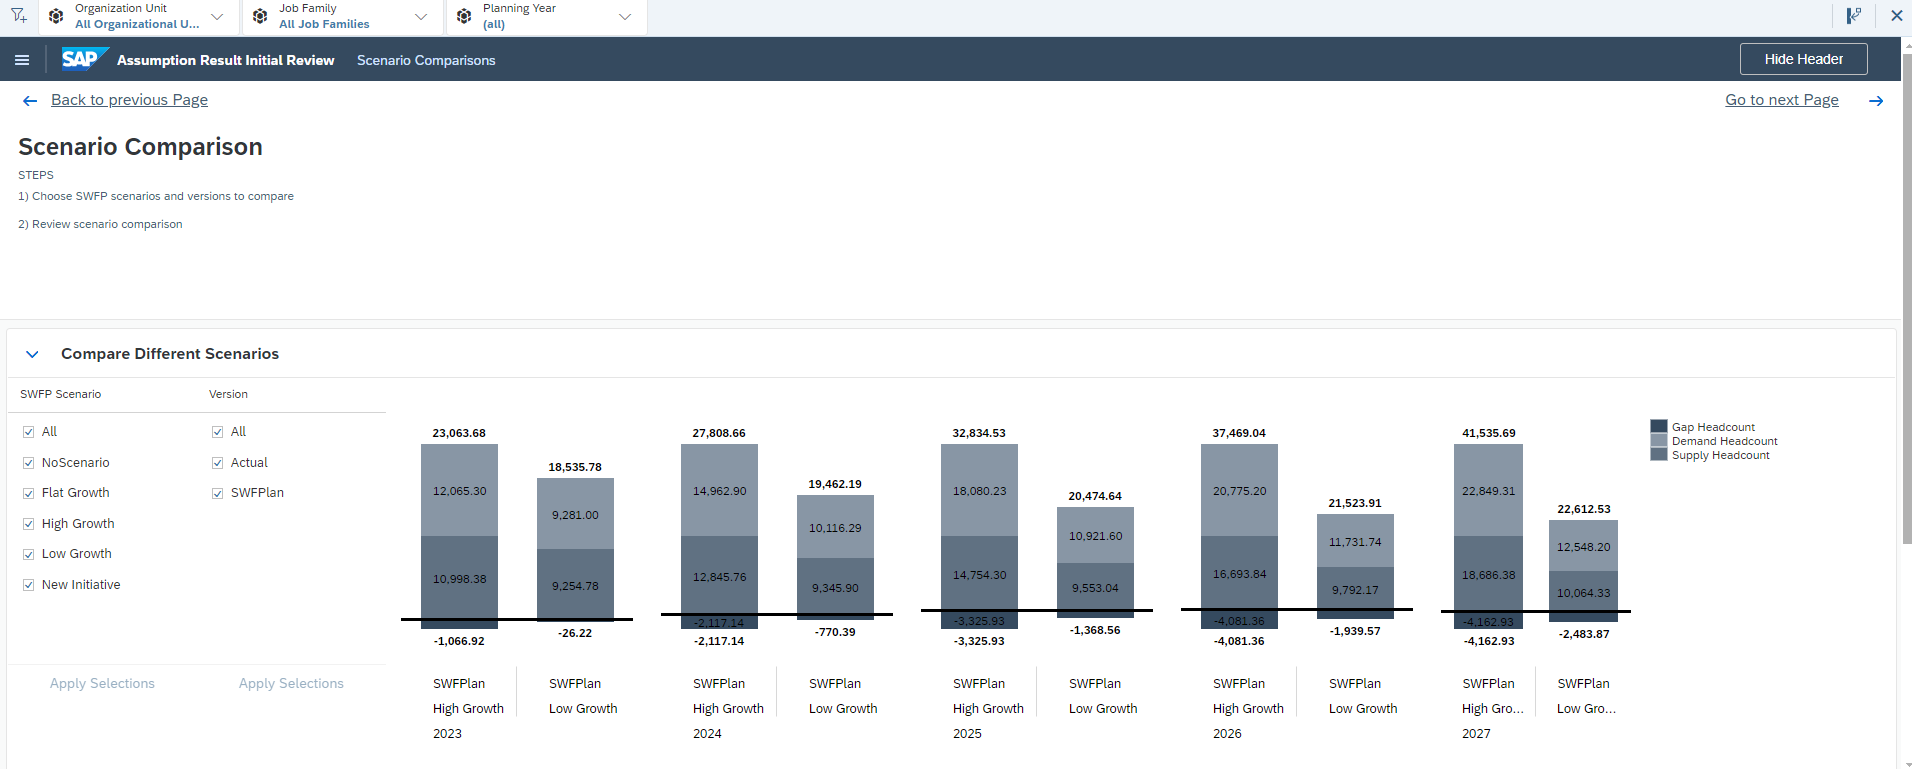 Organization Unit
All Organizational U...
Job Family
All Job Families
Planning Year
(all)
SAP Assumption Result Initial Review Scenario Comparisons Hide Header
Back to previous Page
Go to next Page
Scenario Comparison
STEPS
1) Choose SWFP scenarios and versions to compare
2) Review scenario comparison
Compare Different Scenarios
SWFP Scenario
All
NoScenario
Flat Growth
High Growth
Low Growth
New Initiative
Apply Selections
Version
All
Actual
SWFPlan
Apply Selections
23,063.68
12,065.30
10,998.38
-1,066.92
SWFPlan
High Growth
2023
18,535.78
9,281.00
9,254.78
-26.22
SWFPlan
Low Growth
27,808.66
14,962.90
12,845.76
-2,117.14
-2,117.14
SWFPlan
High Growth
2024
19,462.19
10,116.29
9,345.90
-770.39
SWFPlan
Low Growth
32,834.53
18,080.23
14,754.30
-3,325.93
-3,325.93
SWFPlan
High Growth
2025
20,474.64
10,921.60
9,553.04
-1,368.56
SWFPlan
Low Growth
37,469.04
20,775.20
16,693.84
-4,081.36
-4,081.36
SWFPlan
High Growth
2026
21,523.91
11,731.74
9,792.17
-1,939.57
SWFPlan
Low Growth
41,535.69
22,849.31
18,686.38
-4,162.93
-4,162.93
SWFPlan
High Gro...
2027
22,612.53
12,548.20
10,064.33
-2,483.87
SWFPlan
Low Gro...
Gap Headcount
Demand Headcount
Supply Headcount